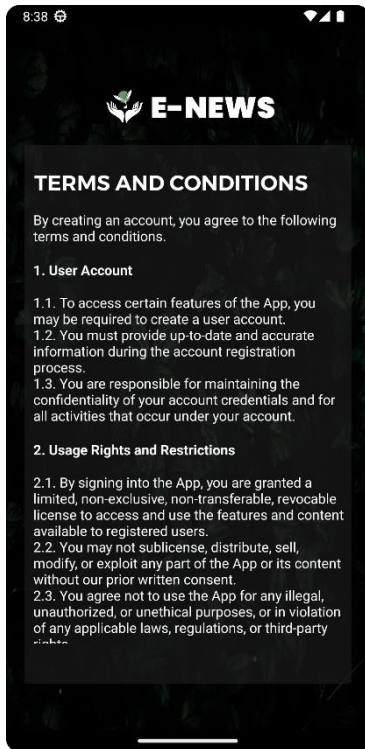 8:38
E-NEWS
TERMS AND CONDITIONS
By creating an account, you agree to the following
terms and conditions.
1. User Account
1.1. To access certain features of the App, you
may be required to create a user account.
1.2. You must provide up-to-date and accurate
information during the account registration
process.
1.3. You are responsible for maintaining the
confidentiality of your account credentials and for
all activities that occur under your account.
2. Usage Rights and Restrictions
2.1. By signing into the App, you are granted a
limited, non-exclusive, non-transferable, revocable
license to access and use the features and content
available to registered users.
2.2. You may not sublicense, distribute, sell,
modify, or exploit any part of the App or its content
without our prior written consent.
2.3. You agree not to use the App for any illegal,
unauthorized, or unethical purposes, or in violation
of any applicable laws, regulations, or third-party